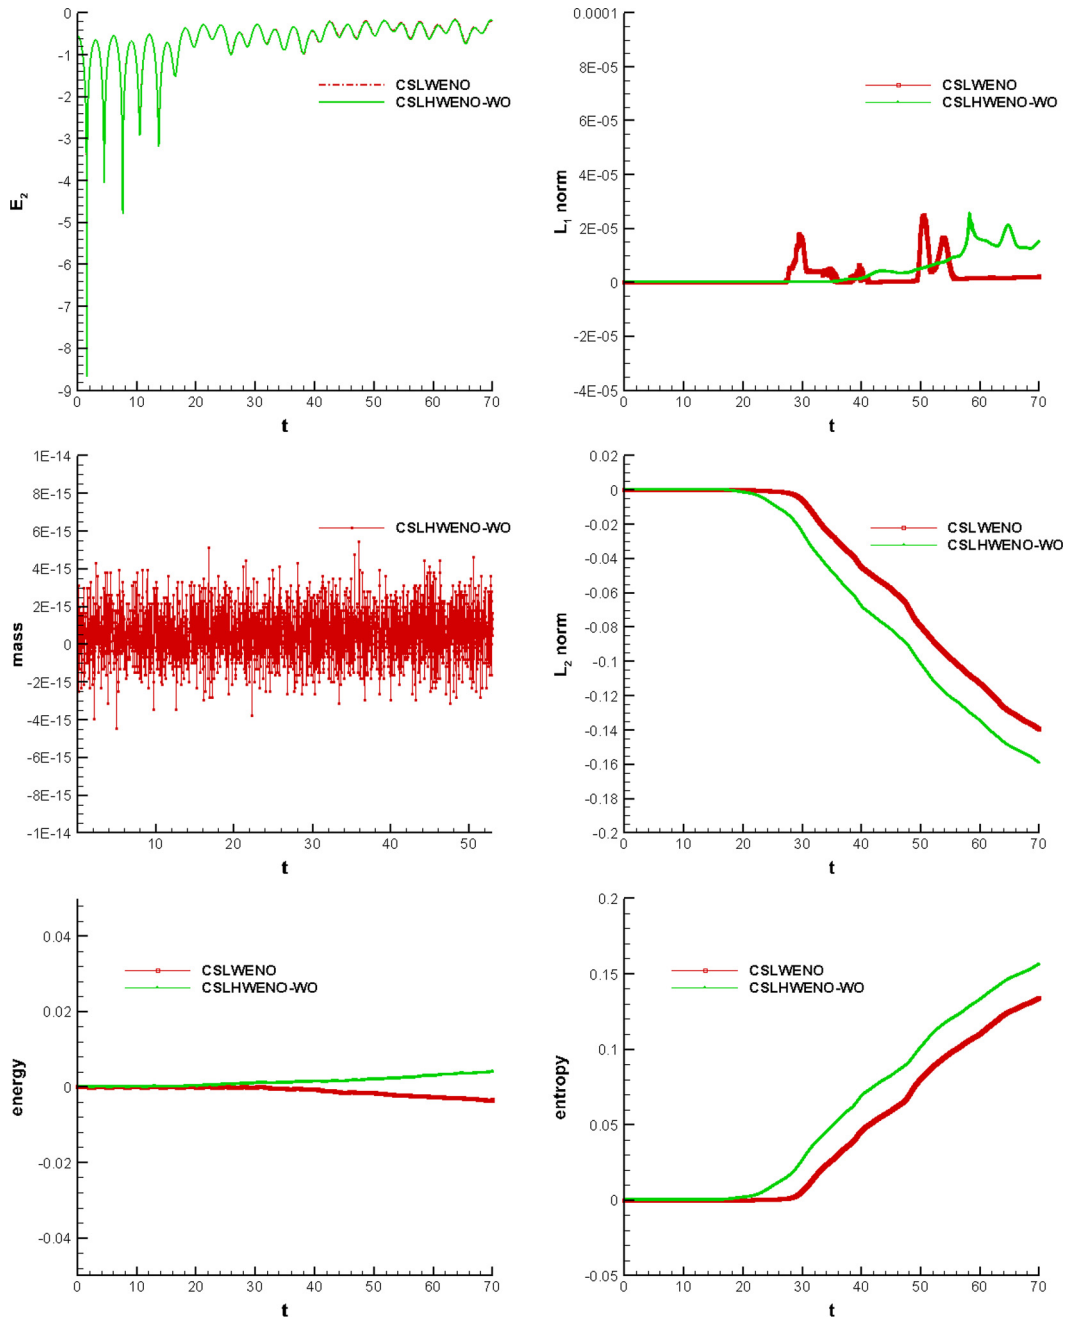 0
-1
-2
-3
-4
-5
-6
-7
-8
-9
E2
CSLWENO
CSLHWENO-WO
0 10 20 30 40 50 60 70
t
0.0001
8E-05
6E-05
4E-05
2E-05
0
-2E-05
-4E-05
L1 norm
CSLWENO
CSLHWENO-WO
0 10 20 30 40 50 60 70
t
1E-14
8E-15
6E-15
4E-15
2E-15
0
-2E-15
-4E-15
-6E-15
-8E-15
-1E-14
mass
CSLHWENO-WO
10 20 30 40 50
t
0.02
0
-0.02
-0.04
-0.06
-0.08
-0.1
-0.12
-0.14
-0.16
-0.18
-0.2
L2 norm
CSLWENO
CSLHWENO-WO
0 10 20 30 40 50 60 70
t
0.04
0.02
0
-0.02
-0.04
energy
CSLWENO
CSLHWENO-WO
0 10 20 30 40 50 60 70
t
0.2
0.15
0.1
0.05
0
-0.05
entropy
CSLWENO
CSLHWENO-WO
0 10 20 30 40 50 60 70
t